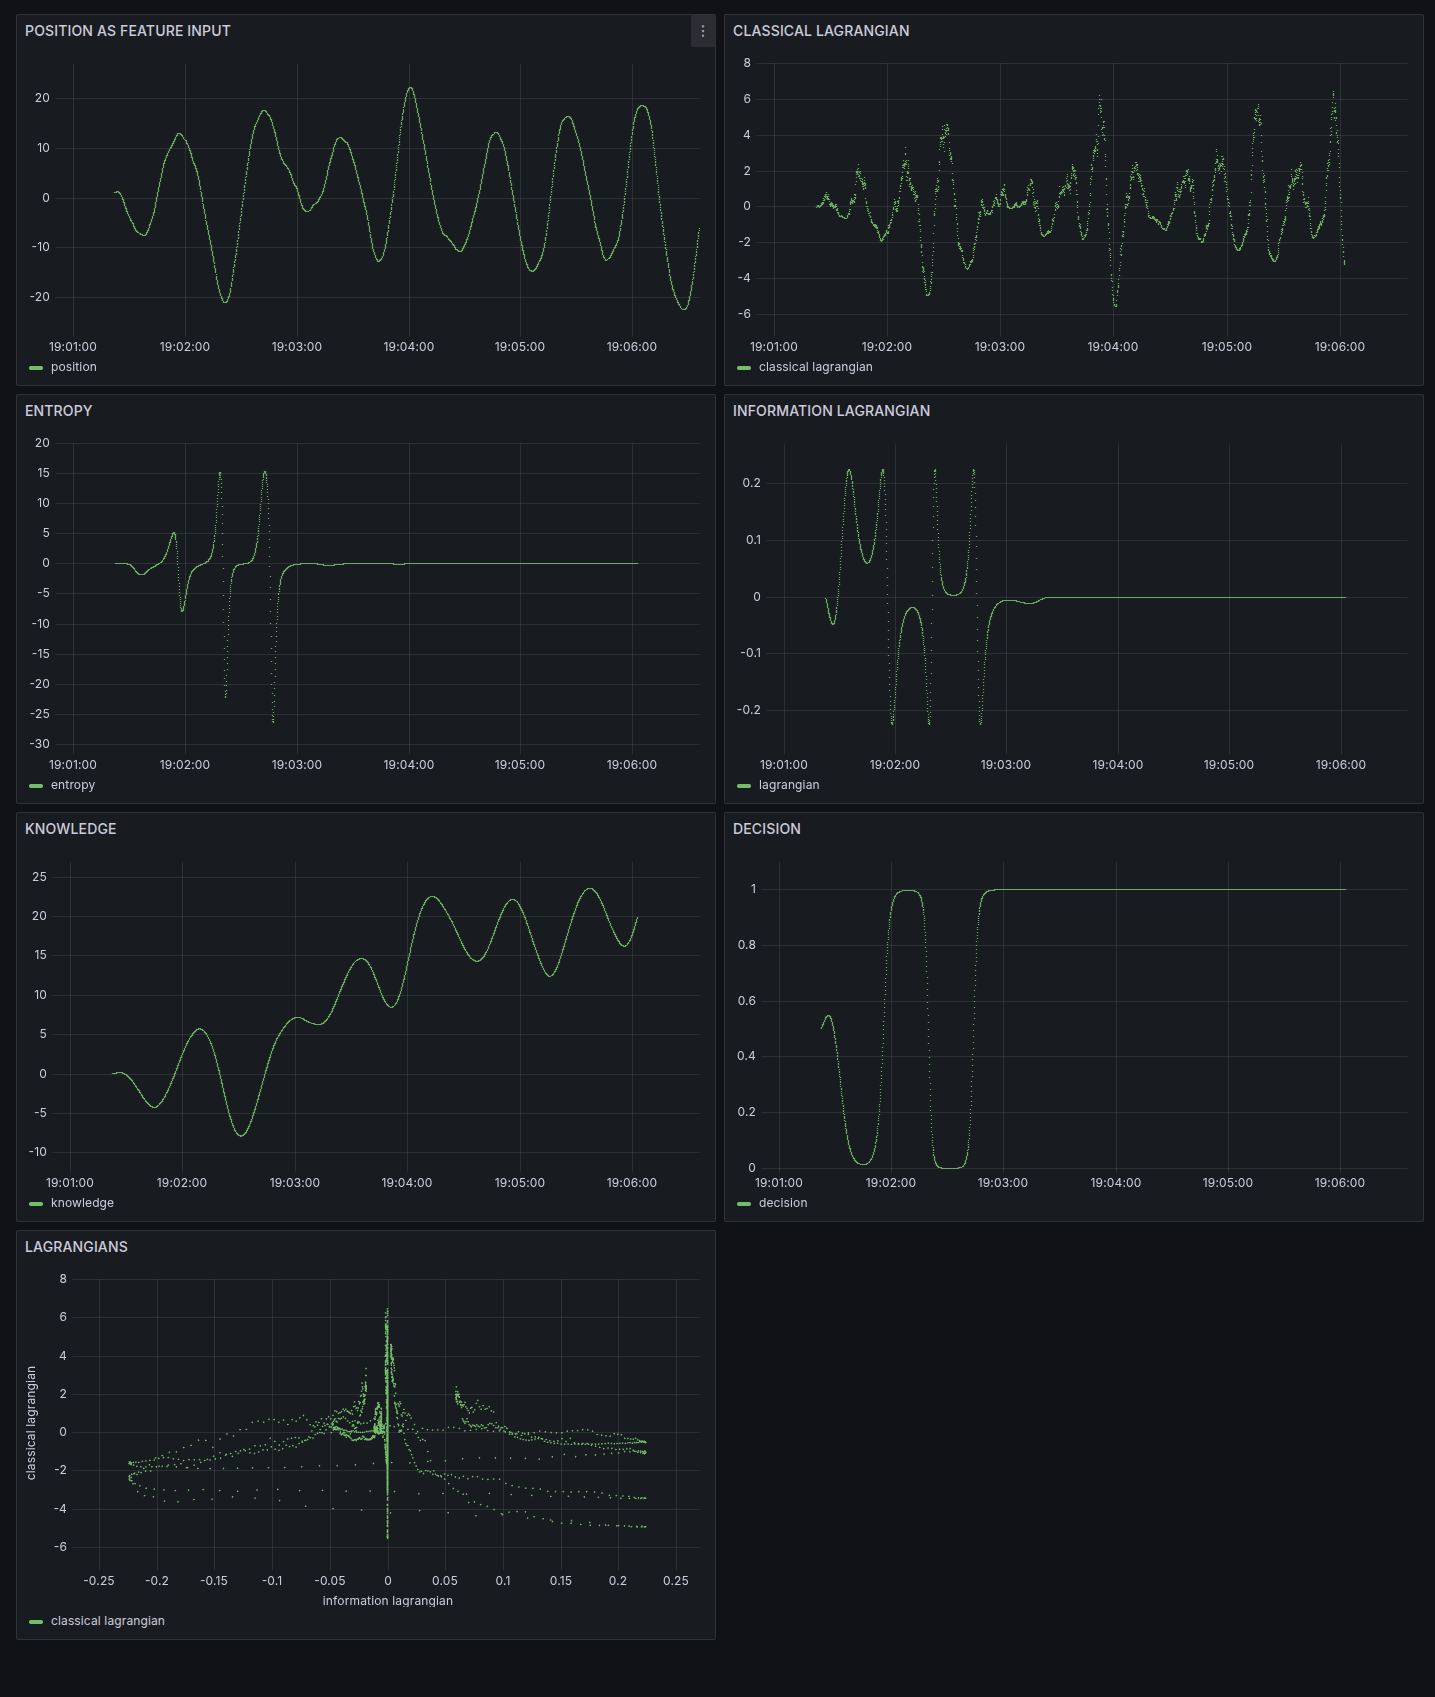 POSITION AS FEATURE INPUT
20
10
0
-10
-20
19:01:00 19:02:00 19:03:00 19:04:00 19:05:00 19:06:00
position
CLASSICAL LAGRANGIAN
8
6
4
2
0
-2
-4
-6
19:01:00 19:02:00 19:03:00 19:04:00 19:05:00 19:06:00
classical lagrangian
ENTROPY
20
15
10
5
0
-5
-10
-15
-20
-25
-30
19:01:00 19:02:00 19:03:00 19:04:00 19:05:00 19:06:00
entropy
INFORMATION LAGRANGIAN
0.2
0.1
0
-0.1
-0.2
19:01:00 19:02:00 19:03:00 19:04:00 19:05:00 19:06:00
lagrangian
KNOWLEDGE
25
20
15
10
5
0
-5
-10
19:01:00 19:02:00 19:03:00 19:04:00 19:05:00 19:06:00
knowledge
DECISION
1
0.8
0.6
0.4
0.2
0
19:01:00 19:02:00 19:03:00 19:04:00 19:05:00 19:06:00
decision
LAGRANGIANS
classical lagrangian
8
6
4
2
0
-2
-4
-6
-0.25 -0.2 -0.15 -0.1 -0.05 0 0.05 0.1 0.15 0.2 0.25
information lagrangian
classical lagrangian